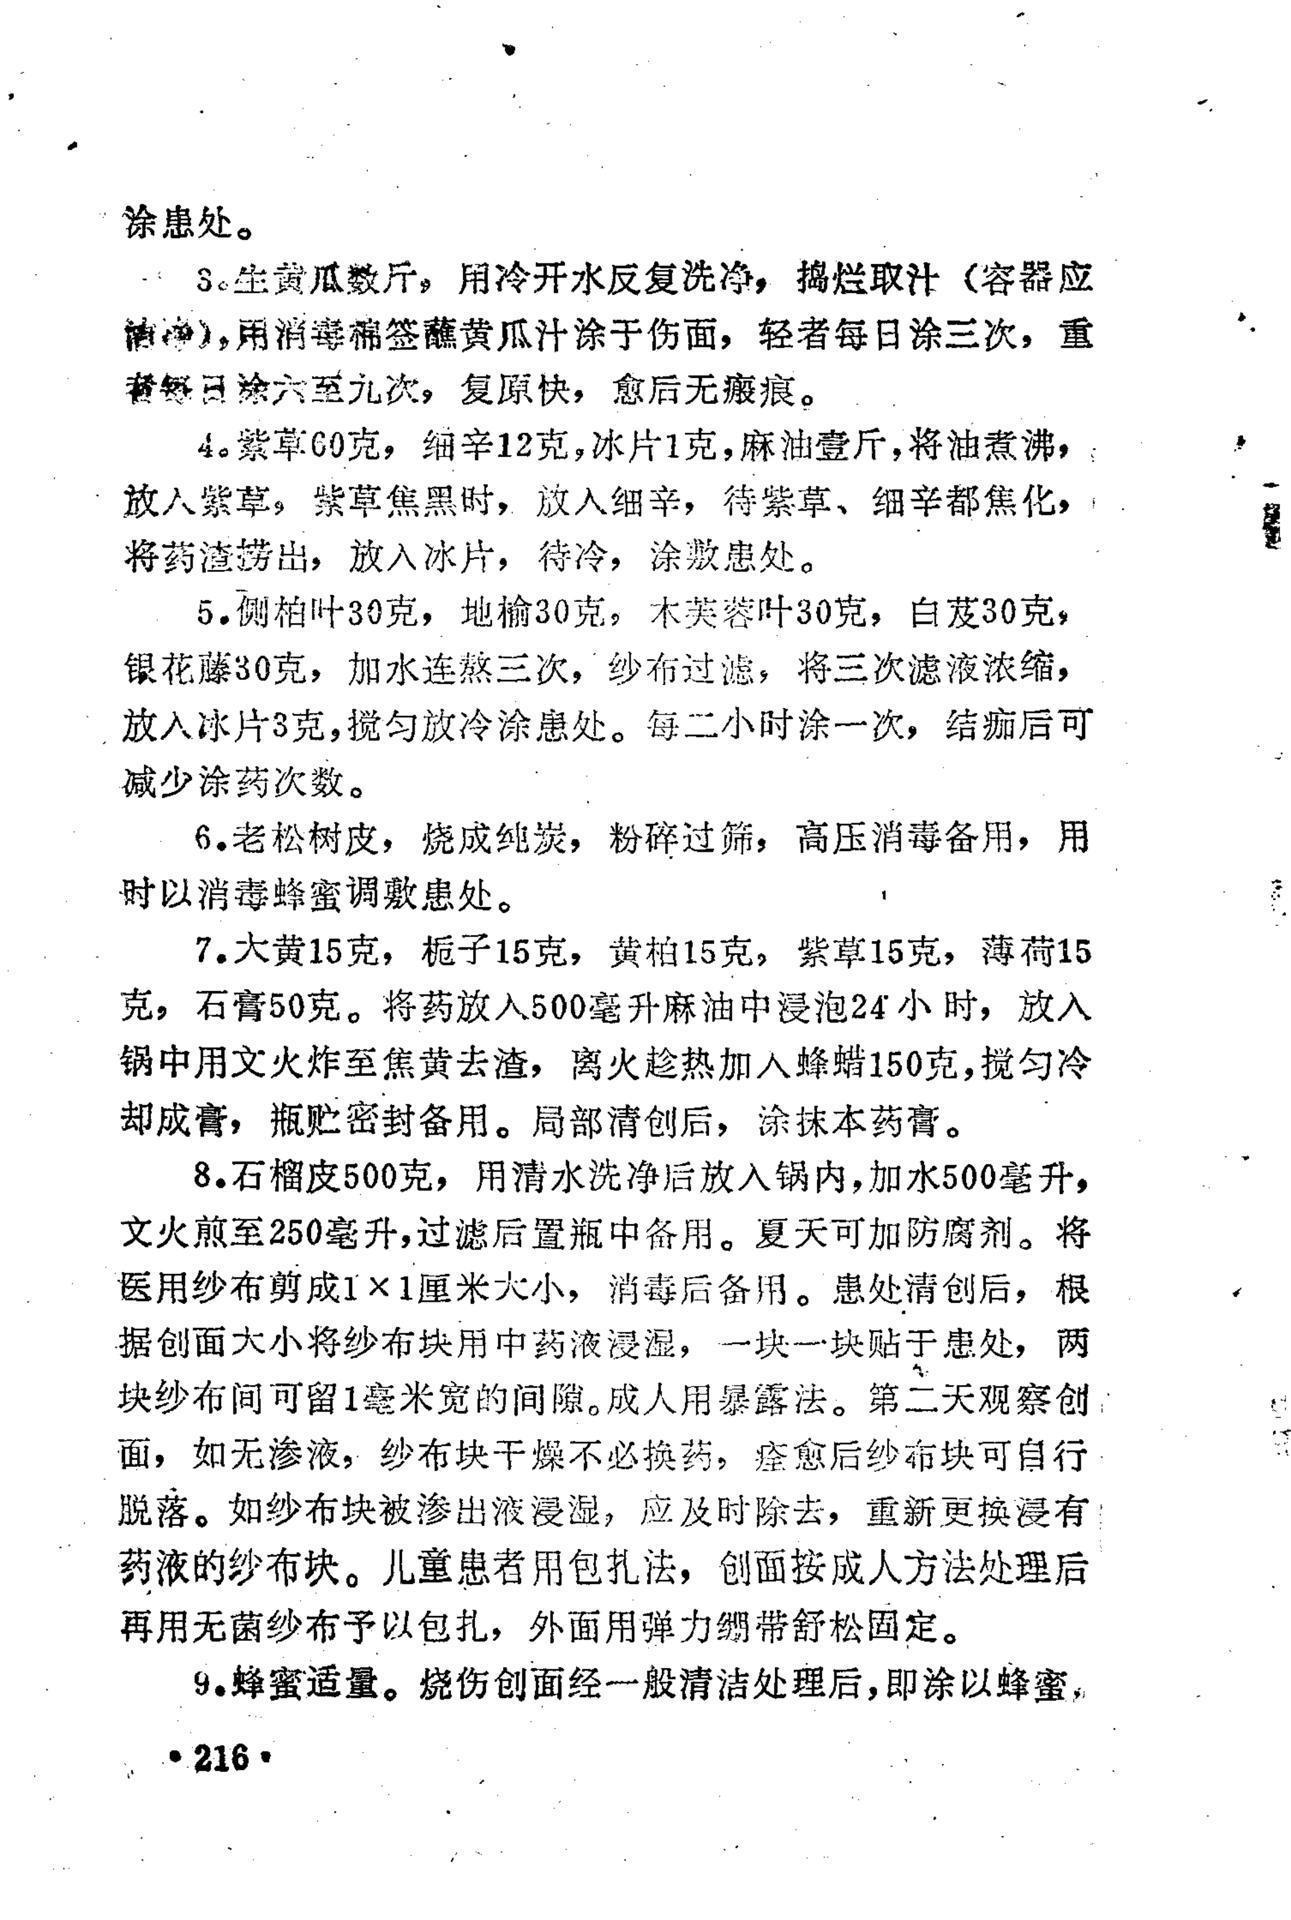 涂患处。
3.生黄瓜数斤，用冷开水反复洗净，捣烂取汁（容器应
洁净），用消毒棉签蘸黄瓜汁涂于伤面，轻者每日涂三次，重
者每日涂六至九次，复原快，愈后无瘢痕。
4.紫草60克，细辛12克，冰片1克，麻油壹斤，将油煮沸，
放入紫草，紫草焦黑时，放入细辛，待紫草、细辛都焦化，
将药渣捞出，放入冰片，待冷，涂敷患处。
5.侧柏叶30克，地榆30克，木芙蓉叶30克，白芨30克，
银花藤30克，加水连熬三次，纱布过滤，将三次滤液浓缩，
放入冰片3克，搅匀放冷涂患处。每二小时涂一次，结痂后可
减少涂药次数。
6.老松树皮，烧成纯炭，粉碎过筛，高压消毒备用，用
时以消毒蜂蜜调敷患处。
7.大黄15克，栀子15克，黄柏15克，紫草15克，薄荷15
克，石膏50克。将药放入500毫升麻油中浸泡24小时，放入
锅中用文火炸至焦黄去渣，离火趁热加入蜂蜡150克，搅匀冷
却成膏，瓶贮密封备用。局部清创后，涂抹本药膏。
8.石榴皮500克，用清水洗净后放入锅内，加水500毫升，
文火煎至250毫升，过滤后置瓶中备用。夏天可加防腐剂。将
医用纱布剪成1×1厘米大小，消毒后备用。患处清创后，根
据创面大小将纱布块用中药液浸湿，一块一块贴于患处，两
块纱布间可留1毫米宽的间隙。成人用暴露法。第二天观察创
面，如无渗液，纱布块干燥不必换药，痊愈后纱布块可自行
脱落。如纱布块被渗出液浸湿，应及时除去，重新更换浸有
药液的纱布块。儿童患者用包扎法，创面按成人方法处理后
再用无菌纱布予以包扎，外面用弹力绷带舒松固定。
9.蜂蜜适量。烧伤创面经一般清洁处理后，即涂以蜂蜜，
•216•